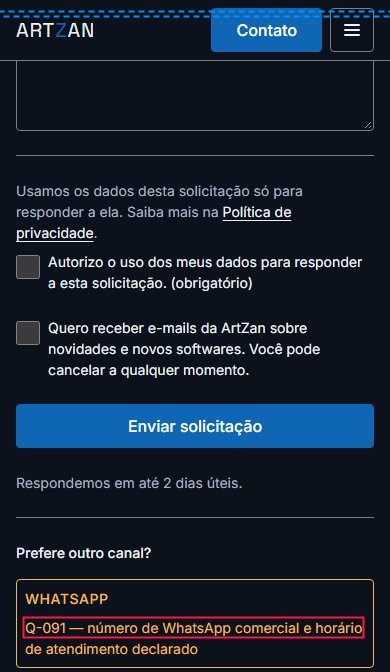 ARTZAN
Contato
Usamos os dados desta solicitação só para
responder a ela. Saiba mais na Política de
privacidade.
Autorizo o uso dos meus dados para responder
a esta solicitação. (obrigatório)
Quero receber e-mails da ArtZan sobre
novidades e novos softwares. Você pode
cancelar a qualquer momento.
Enviar solicitação
Respondemos em até 2 dias úteis.
Prefere outro canal?
WHATSAPP
Q-091 — número de WhatsApp comercial e horário
de atendimento declarado